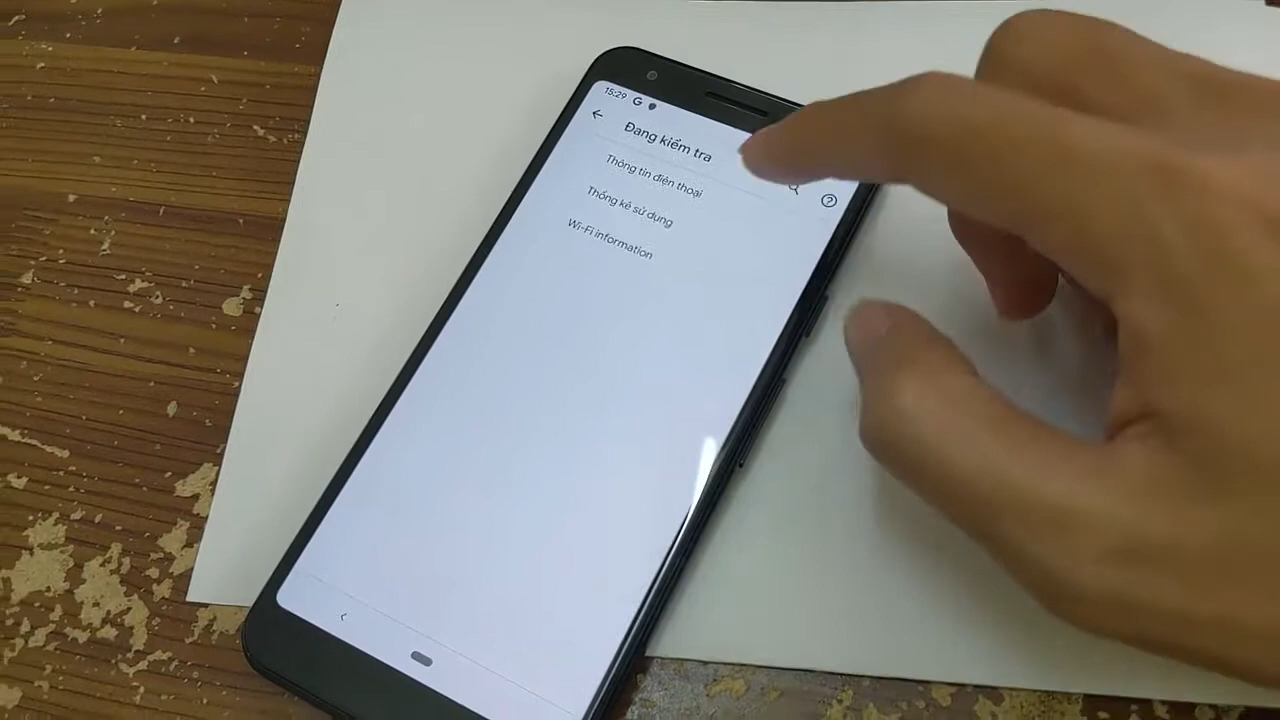 15:29 G
Đang kiểm tra
Thông tin điện thoại
Thống kê sử dụng
Wi-Fi information